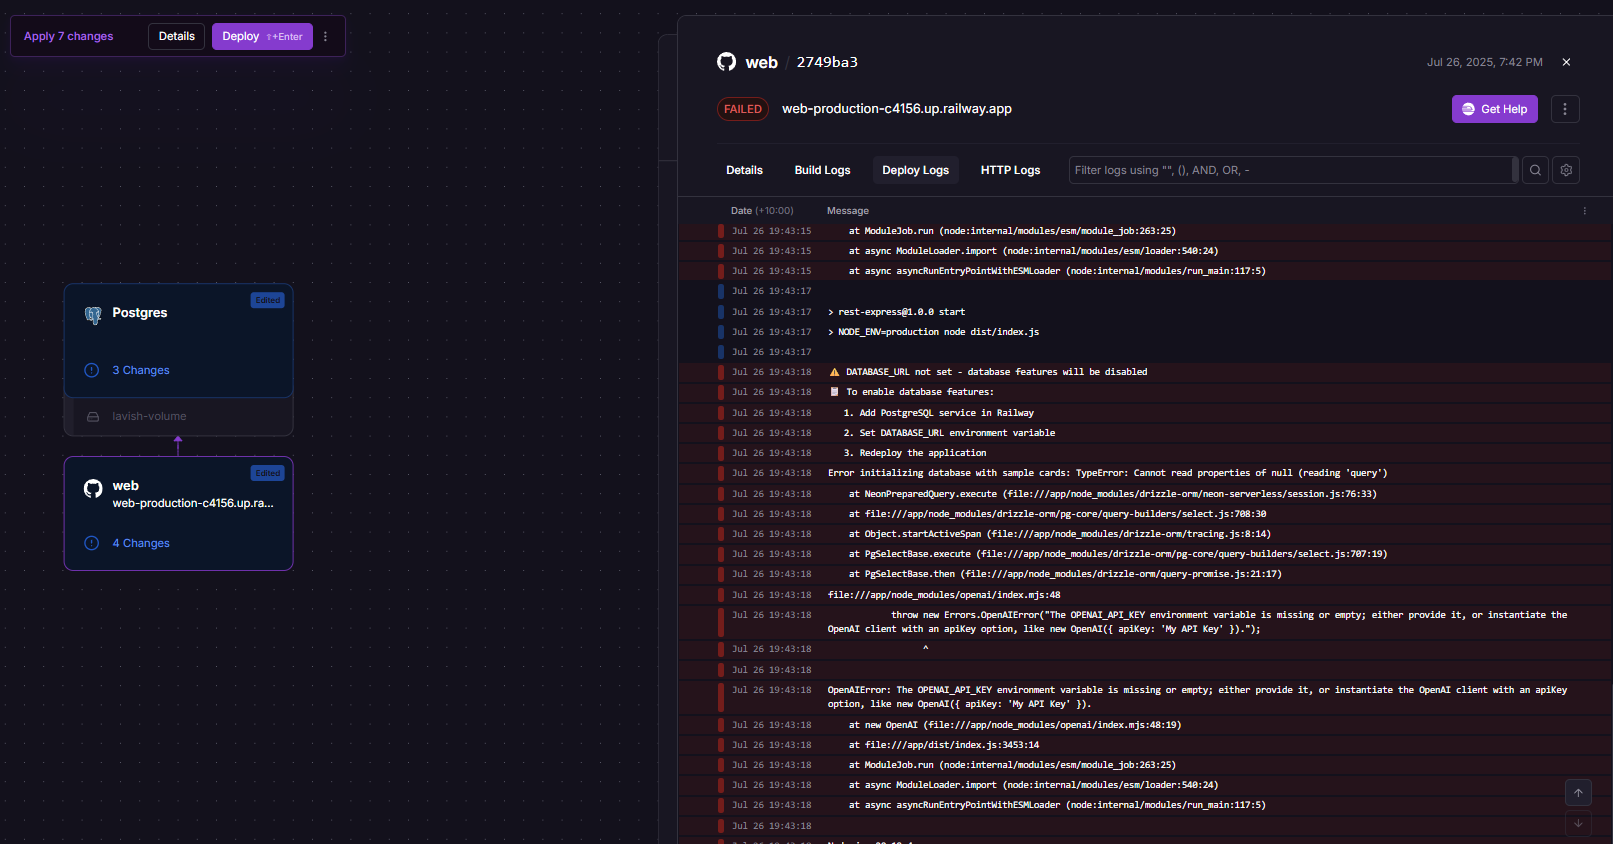 Apply 7 changes
Details
Deploy ⇧+Enter
Postgres
Edited
3 Changes
lavish-volume
web
Edited
web-production-c4156.up.ra...
4 Changes
web / 2749ba3
Jul 26, 2025, 7:42 PM
FAILED
web-production-c4156.up.railway.app
Get Help
Details
Build Logs
Deploy Logs
HTTP Logs
Filter logs using "", (), AND, OR, -
Date (+10:00) Message
Jul 26 19:43:15 at ModuleJob.run (node:internal/modules/esm/module_job:263:25)
Jul 26 19:43:15 at async ModuleLoader.import (node:internal/modules/esm/loader:540:24)
Jul 26 19:43:15 at async asyncRunEntryPointWithESMLoader (node:internal/modules/run_main:117:5)
Jul 26 19:43:17
Jul 26 19:43:17 > rest-express@1.0.0 start
Jul 26 19:43:17 > NODE_ENV=production node dist/index.js
Jul 26 19:43:17
Jul 26 19:43:18 ⚠️ DATABASE_URL not set - database features will be disabled
Jul 26 19:43:18 📋 To enable database features:
Jul 26 19:43:18 1. Add PostgreSQL service in Railway
Jul 26 19:43:18 2. Set DATABASE_URL environment variable
Jul 26 19:43:18 3. Redeploy the application
Jul 26 19:43:18 Error initializing database with sample cards: TypeError: Cannot read properties of null (reading 'query')
Jul 26 19:43:18 at NeonPreparedQuery.execute (file:///app/node_modules/drizzle-orm/neon-serverless/session.js:76:33)
Jul 26 19:43:18 at file:///app/node_modules/drizzle-orm/pg-core/query-builders/select.js:708:30
Jul 26 19:43:18 at Object.startActiveSpan (file:///app/node_modules/drizzle-orm/tracing.js:8:14)
Jul 26 19:43:18 at PgSelectBase.execute (file:///app/node_modules/drizzle-orm/pg-core/query-builders/select.js:707:19)
Jul 26 19:43:18 at PgSelectBase.then (file:///app/node_modules/drizzle-orm/query-promise.js:21:17)
Jul 26 19:43:18 file:///app/node_modules/openai/index.mjs:48
Jul 26 19:43:18 throw new Errors.OpenAIError("The OPENAI_API_KEY environment variable is missing or empty; either provide it, or instantiate the
OpenAI client with an apiKey option, like new OpenAI({ apiKey: 'My API Key' }).");
Jul 26 19:43:18 ^
Jul 26 19:43:18
Jul 26 19:43:18 OpenAIError: The OPENAI_API_KEY environment variable is missing or empty; either provide it, or instantiate the OpenAI client with an apiKey
option, like new OpenAI({ apiKey: 'My API Key' }).
Jul 26 19:43:18 at new OpenAI (file:///app/node_modules/openai/index.mjs:48:19)
Jul 26 19:43:18 at file:///app/dist/index.js:3453:14
Jul 26 19:43:18 at ModuleJob.run (node:internal/modules/esm/module_job:263:25)
Jul 26 19:43:18 at async ModuleLoader.import (node:internal/modules/esm/loader:540:24)
Jul 26 19:43:18 at async asyncRunEntryPointWithESMLoader (node:internal/modules/run_main:117:5)
Jul 26 19:43:18